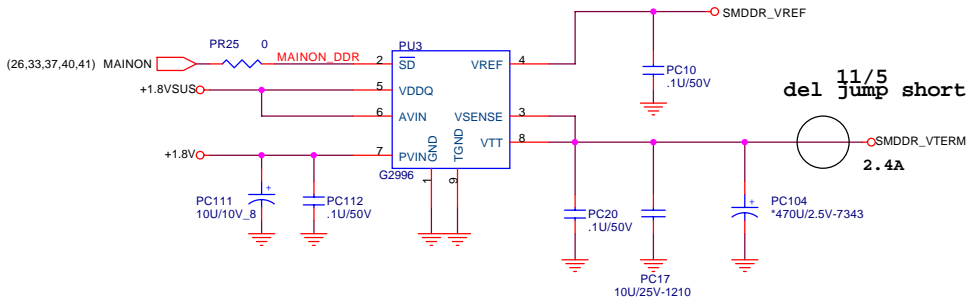 SMDDR_VREF
PR25 0
(26,33,37,40,41) MAINON
MAINON_DDR
PU3
2 SD
VREF 4
+1.8VSUS
5 VDDQ
6 AVIN
VSENSE 3
VTT 8
+1.8V
7 PVIN
GND
TGND
G2996
1
9
PC10
.1U/50V
11/5
del jump short
SMDDR_VTERM
2.4A
PC111
10U/10V_8
+
PC112
.1U/50V
PC20
.1U/50V
PC17
10U/25V-1210
+
PC104
*470U/2.5V-7343